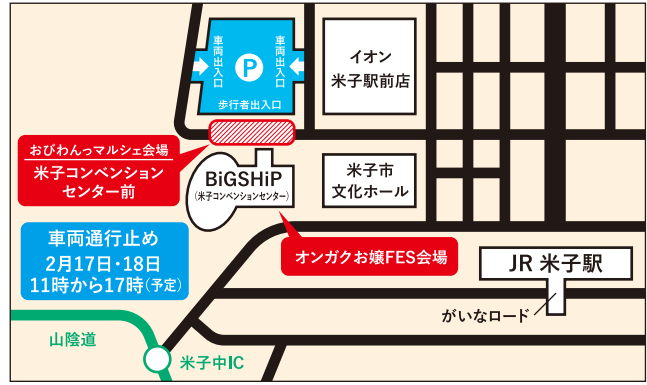 車両出入口
P
車両出入口
歩行者出入口
イオン
米子駅前店
おびわんっマルシェ会場
米子コンベンション
センター前
BiGSHiP
(米子コンベンションセンター)
米子市
文化ホール
車両通行止め
2月17日・18日
11時から17時(予定)
オンガクお嬢FES会場
JR 米子駅
がいなロード
山陰道
米子中IC